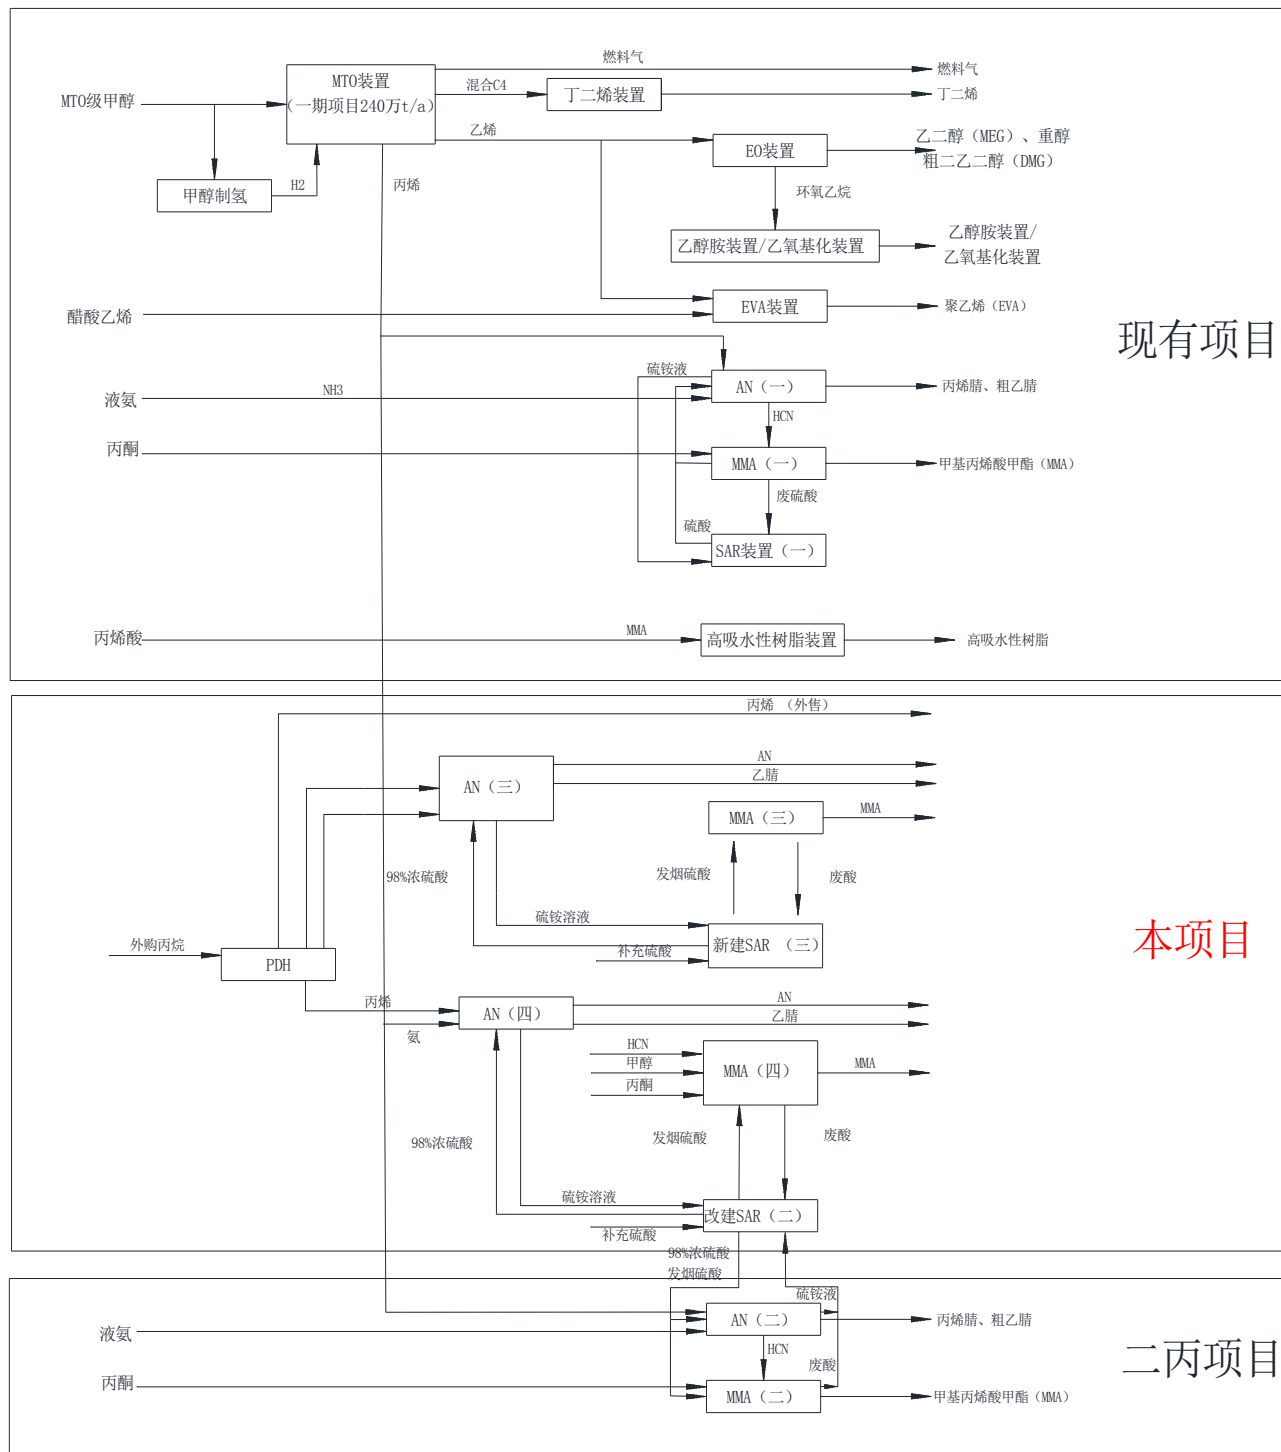 燃料气
燃料气
MTO装置
(一期项目240万t/a)
混合C4
丁二烯装置
丁二烯
MTO级甲醇
乙烯
EO装置
乙二醇（MEG）、重醇
粗二乙二醇（DMG）
甲醇制氢
H2
丙烯
环氧乙烷
乙醇胺装置/乙氧基化装置
乙醇胺装置/
乙氧基化装置
醋酸乙烯
EVA装置
聚乙烯(EVA)
现有项目
硫铵液
液氨
NH3
AN（一）
丙烯腈、粗乙腈
HCN
丙酮
MMA（一）
甲基丙烯酸甲酯（MMA）
废硫酸
硫酸
SAR装置（一）
丙烯酸
MMA
高吸水性树脂装置
高吸水性树脂
丙烯 （外售）
AN
乙腈
AN（三）
MMA（三）
MMA
98%浓硫酸
发烟硫酸
废酸
硫铵溶液
外购丙烷
PDH
补充硫酸
新建SAR （三）
本项目
丙烯
氨
AN（四）
AN
乙腈
HCN
甲醇
丙酮
MMA（四）
MMA
98%浓硫酸
发烟硫酸
废酸
硫铵溶液
改建SAR（二）
补充硫酸
98%浓硫酸
发烟硫酸
硫铵液
液氨
AN（二）
丙烯腈、粗乙腈
HCN
废酸
二丙项目
丙酮
MMA（二）
甲基丙烯酸甲酯（MMA）